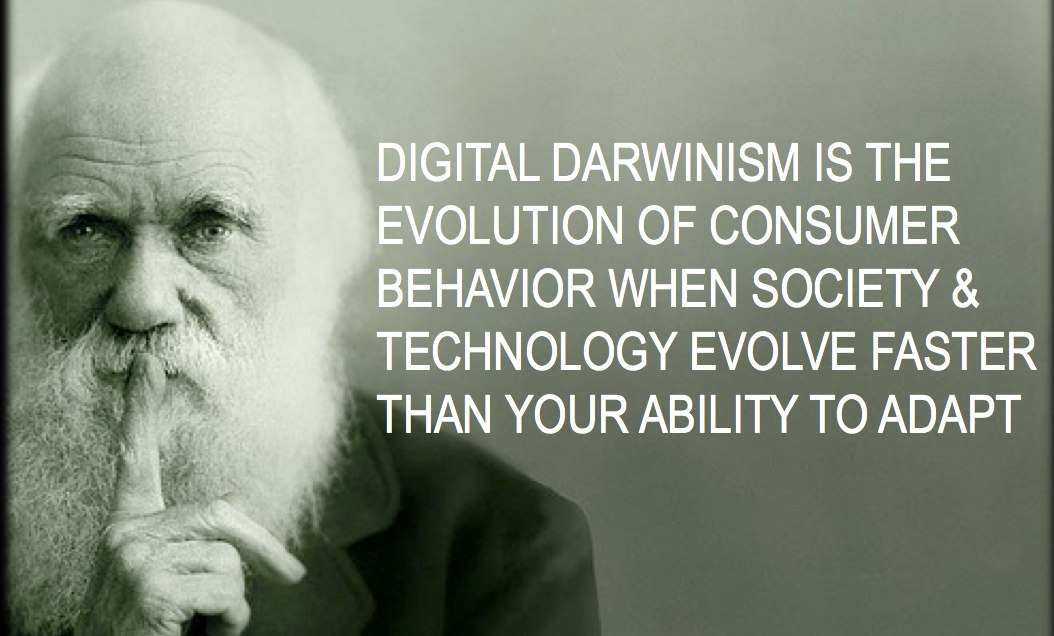 DIGITAL DARWINISM IS THE
EVOLUTION OF CONSUMER
BEHAVIOR WHEN SOCIETY &
TECHNOLOGY EVOLVE FASTER
THAN YOUR ABILITY TO ADAPT